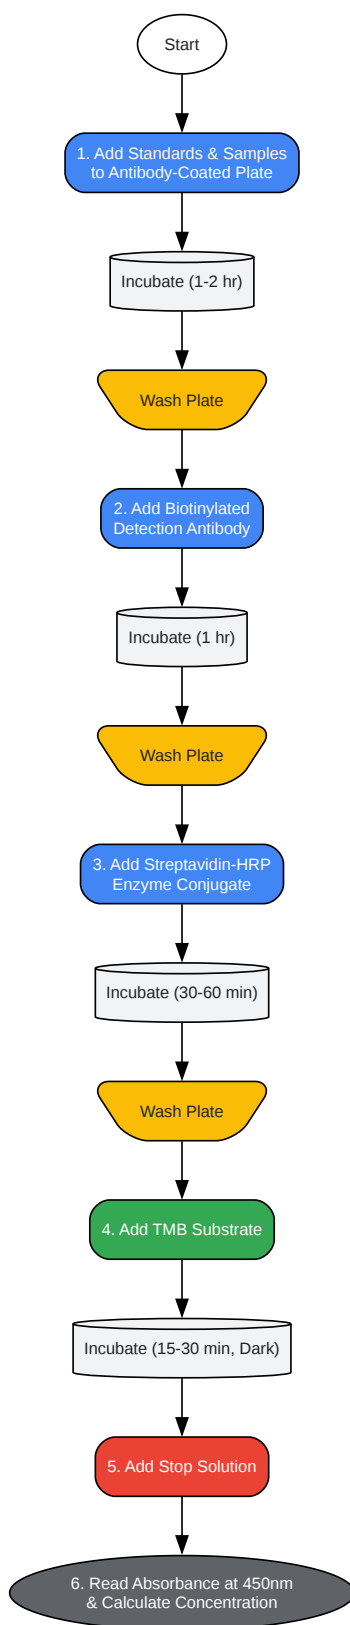 Start
1. Add Standards & Samples
to Antibody-Coated Plate
Incubate (1-2 hr)
Wash Plate
2. Add Biotinylated
Detection Antibody
Incubate (1 hr)
Wash Plate
3. Add Streptavidin-HRP
Enzyme Conjugate
Incubate (30-60 min)
Wash Plate
4. Add TMB Substrate
Incubate (15-30 min, Dark)
5. Add Stop Solution
6. Read Absorbance at 450nm
& Calculate Concentration